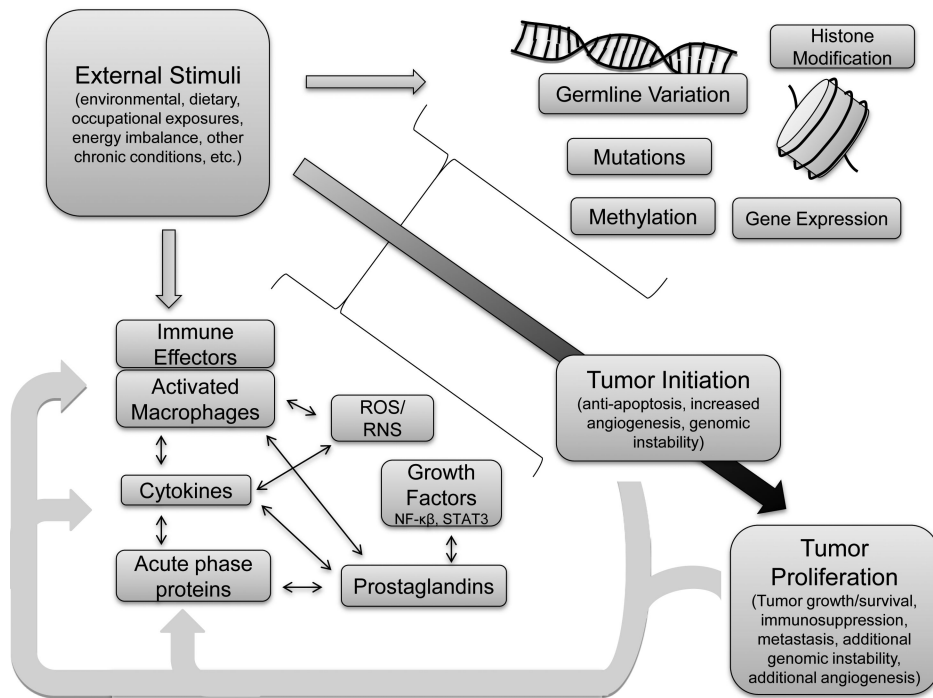 External Stimuli
(environmental, dietary,
occupational exposures,
energy imbalance, other
chronic conditions, etc.)
Histone
Modification
Germline Variation
Mutations
Methylation
Gene Expression
Immune
Effectors
Activated
Macrophages
ROS/
RNS
Cytokines
Growth
Factors
NF-κβ, STAT3
Acute phase
proteins
Prostaglandins
Tumor Initiation
(anti-apoptosis, increased
angiogenesis, genomic
instability)
Tumor
Proliferation
(Tumor growth/survival,
immunosuppression,
metastasis, additional
genomic instability,
additional angiogenesis)